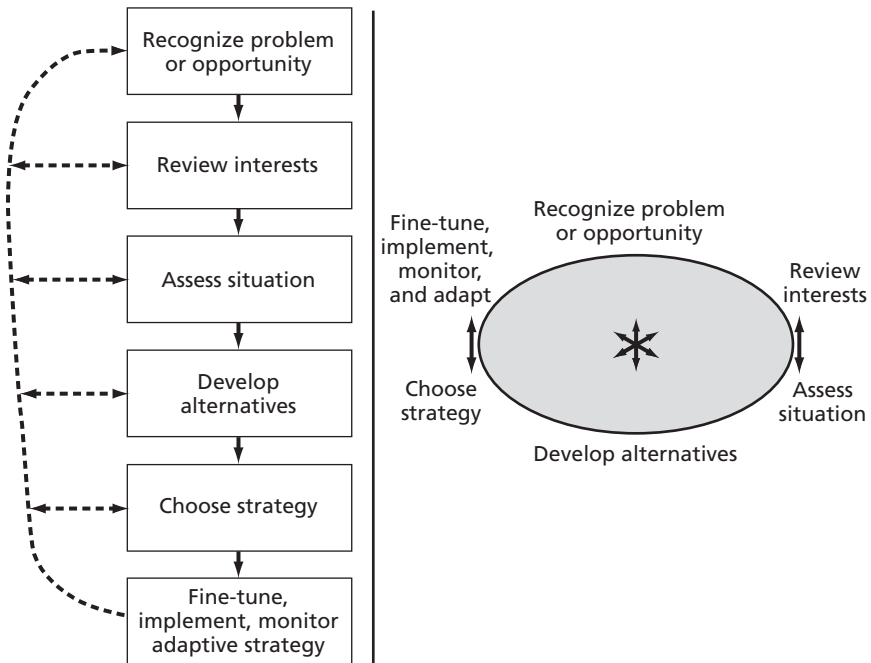 Recognize problem
or opportunity
Review interests
Assess situation
Develop
alternatives
Choose strategy
Fine-tune,
implement, monitor
adaptive strategy
Recognize problem
or opportunity
Fine-tune,
implement,
monitor,
and adapt
Review
interests
Choose
strategy
Assess
situation
Develop alternatives